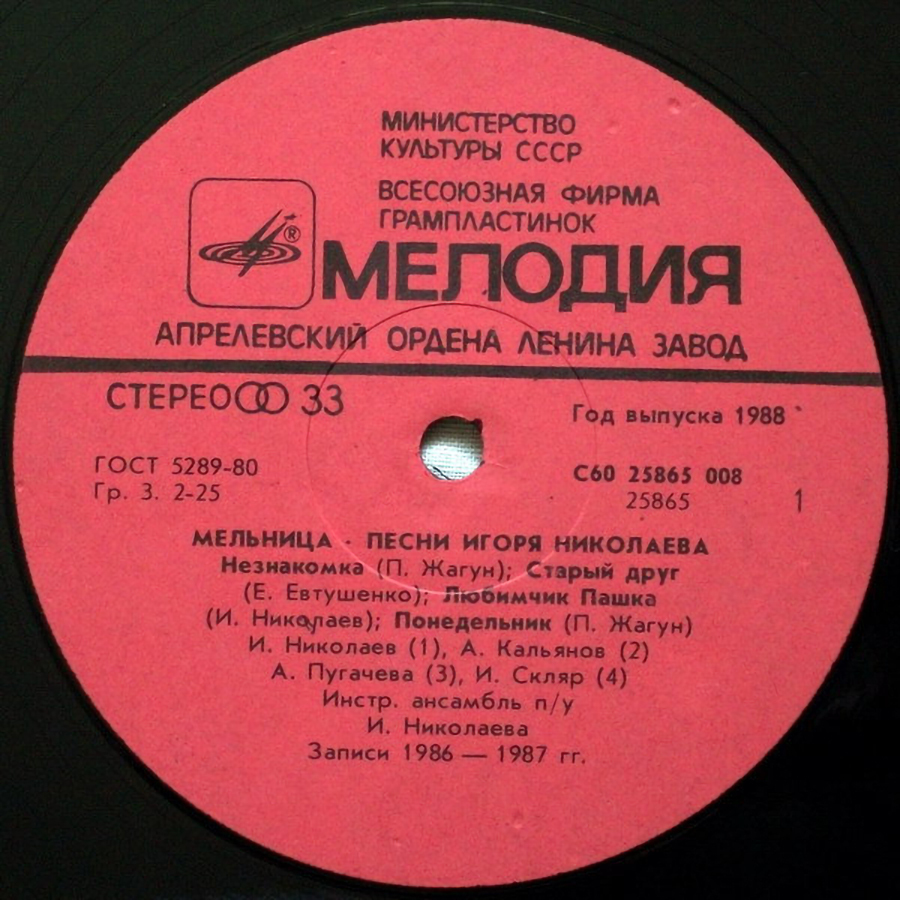 МИНИСТЕРСТВО
КУЛЬТУРЫ СССР
ВСЕСОЮЗНАЯ ФИРМА
ГРАМПЛАСТИНОК
®
МЕЛОДИЯ
АПРЕЛЕВСКИЙ ОРДЕНА ЛЕНИНА ЗАВОД
СТЕРЕО 33
Год выпуска 1988
ГОСТ 5289-80
Гр. 3. 2-25
С60 25865 008
25865
1
МЕЛЬНИЦА · ПЕСНИ ИГОРЯ НИКОЛАЕВА
Незнакомка (П. Жагун); Старый друг
(Е. Евтушенко); Любимчик Пашка
(И. Николаев); Понедельник (П. Жагун)
И. Николаев (1), А. Кальянов (2)
А. Пугачева (3), И. Скляр (4)
Инстр. ансамбль п/у
И. Николаева
Записи 1986 — 1987 гг.